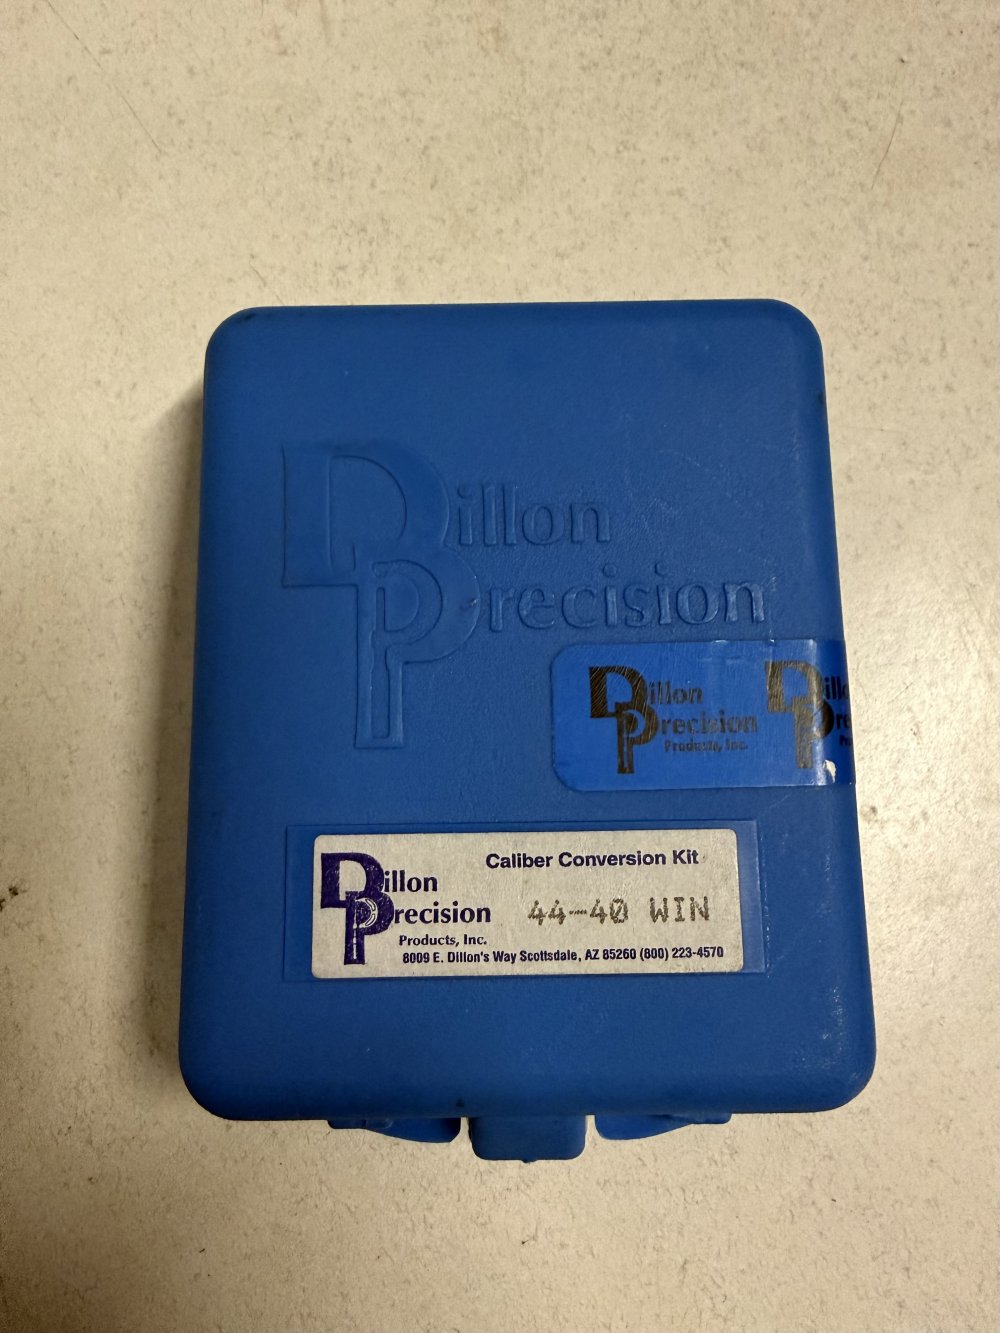 Dillon
Precision
Dillon
Precision
Products, Inc.
Dillon
Caliber Conversion Kit
Dillon
Precision
44-40 WIN
Products, Inc.
8009 E. Dillon's Way Scottsdale, AZ 85260 (800) 223-4570